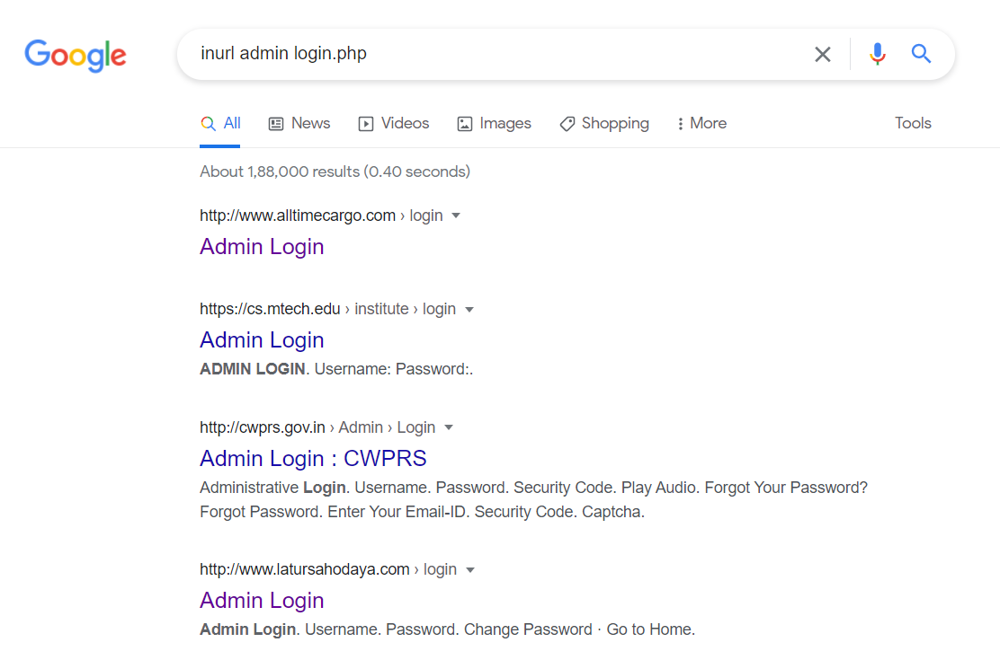 Google
inurl admin login.php
All News Videos Images Shopping More Tools
About 1,88,000 results (0.40 seconds)
http://www.alltimecargo.com › login
Admin Login
https://cs.mtech.edu › institute › login
Admin Login
ADMIN LOGIN. Username: Password:.
http://cwprs.gov.in › Admin › Login
Admin Login : CWPRS
Administrative Login. Username. Password. Security Code. Play Audio. Forgot Your Password?
Forgot Password. Enter Your Email-ID. Security Code. Captcha.
http://www.latursahodaya.com › login
Admin Login
Admin Login. Username. Password. Change Password · Go to Home.